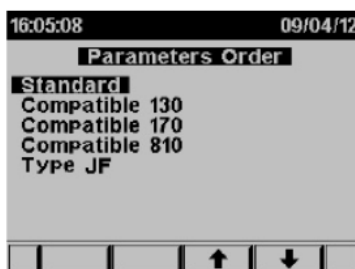 16:05:08 09/04/12
Parameters Order
Standard
Compatible 130
Compatible 170
Compatible 810
Type JF